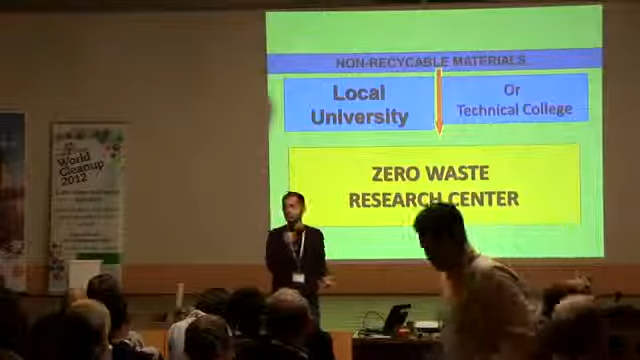 NON-RECYCABLE MATERIALS
Local
University
Or
Technical College
ZERO WASTE
RESEARCH CENTER
World
Cleanup
2012